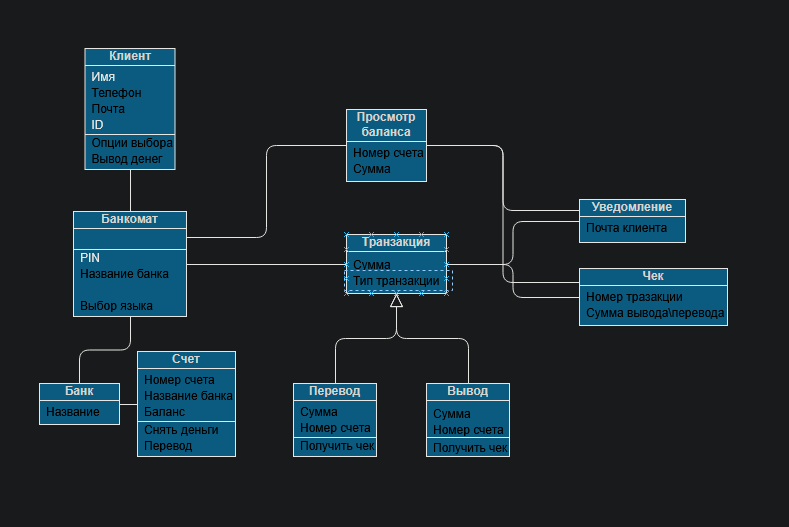 Клиент
Имя
Телефон
Почта
ID
Опции выбора
Вывод денег
Просмотр
баланса
Номер счета
Сумма
Банкомат
PIN
Название банка
Выбор языка
Транзакция
Сумма
Тип транзакции
Уведомление
Почта клиента
Чек
Номер тразакции
Сумма вывода\перевода
Банк
Название
Счет
Номер счета
Название банка
Баланс
Снять деньги
Перевод
Перевод
Сумма
Номер счета
Получить чек
Вывод
Сумма
Номер счета
Получить чек